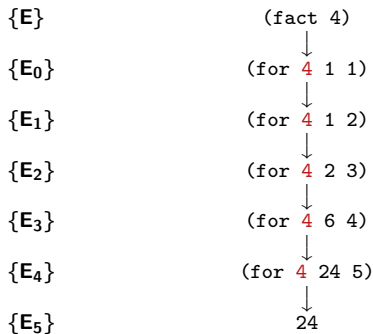 {E} (fact 4)
{E₀} (for 4 1 1)
{E₁} (for 4 1 2)
{E₂} (for 4 2 3)
{E₃} (for 4 6 4)
{E₄} (for 4 24 5)
{E₅} 24